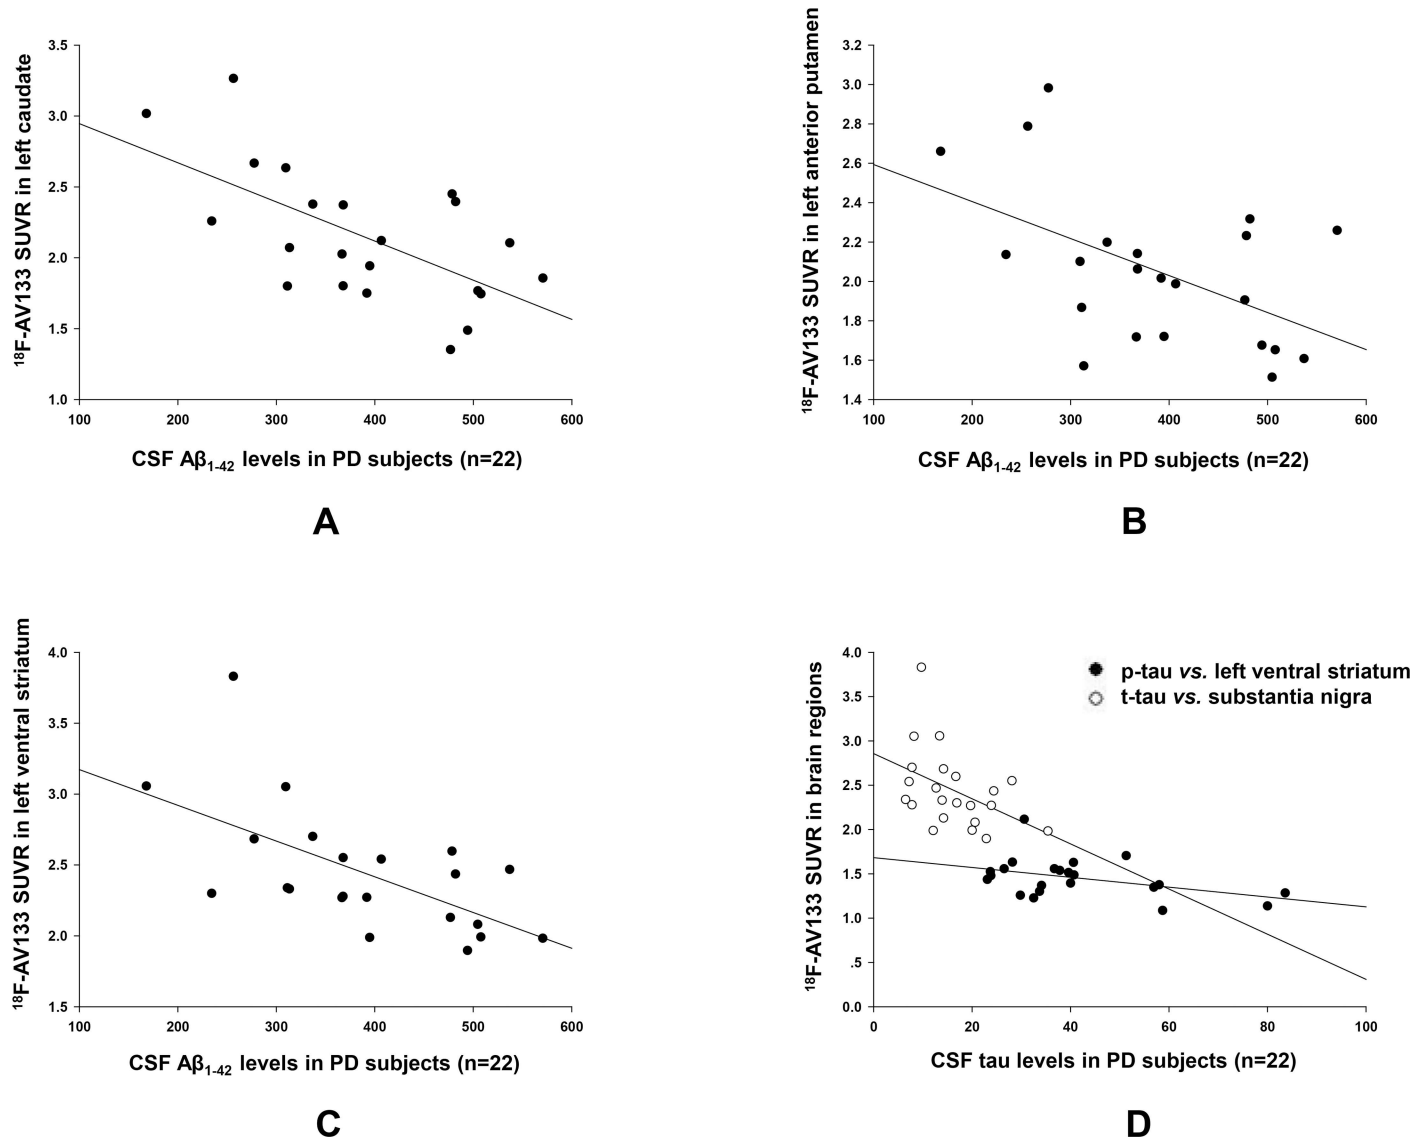 ¹⁸F-AV133 SUVR in left caudate
3.5
3.0
2.5
2.0
1.5
1.0
100 200 300 400 500 600
CSF Aβ₁₋₄₂ levels in PD subjects (n=22)
A
¹⁸F-AV133 SUVR in left anterior putamen
3.2
3.0
2.8
2.6
2.4
2.2
2.0
1.8
1.6
1.4
100 200 300 400 500 600
CSF Aβ₁₋₄₂ levels in PD subjects (n=22)
B
¹⁸F-AV133 SUVR in left ventral striatum
4.0
3.5
3.0
2.5
2.0
1.5
100 200 300 400 500 600
CSF Aβ₁₋₄₂ levels in PD subjects (n=22)
C
¹⁸F-AV133 SUVR in brain regions
4.0
3.5
3.0
2.5
2.0
1.5
1.0
.5
0.0
p-tau vs. left ventral striatum
t-tau vs. substantia nigra
0 20 40 60 80 100
CSF tau levels in PD subjects (n=22)
D